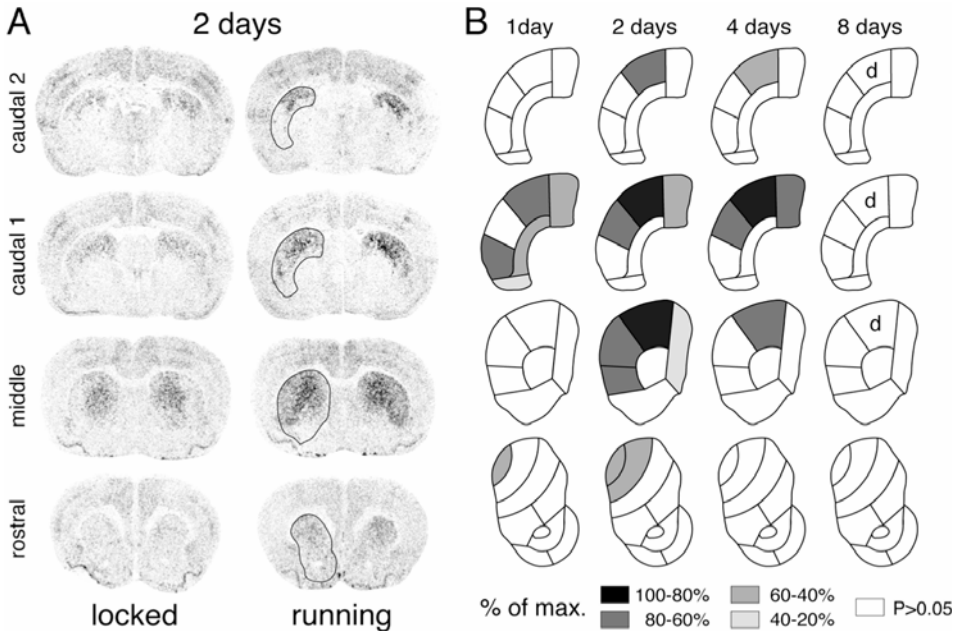 A
2 days
caudal 2
caudal 1
middle
rostral
locked running
B
1day 2 days 4 days 8 days
d
d
d
% of max.
100-80%
60-40%
80-60%
40-20%
P>0.05